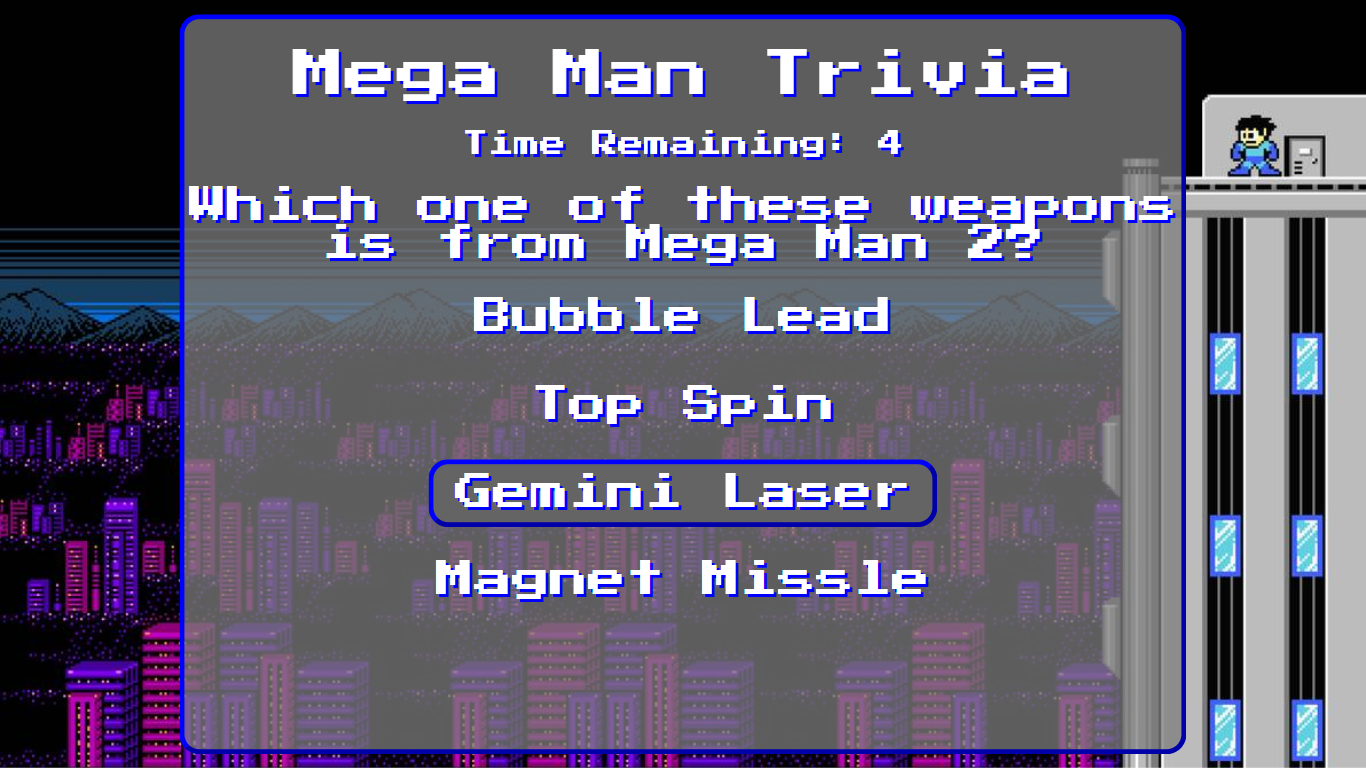 Mega Man Trivia
Time Remaining: 4
Which one of these weapons
is from Mega Man 2?
Bubble Lead
Top Spin
Gemini Laser
Magnet Missle